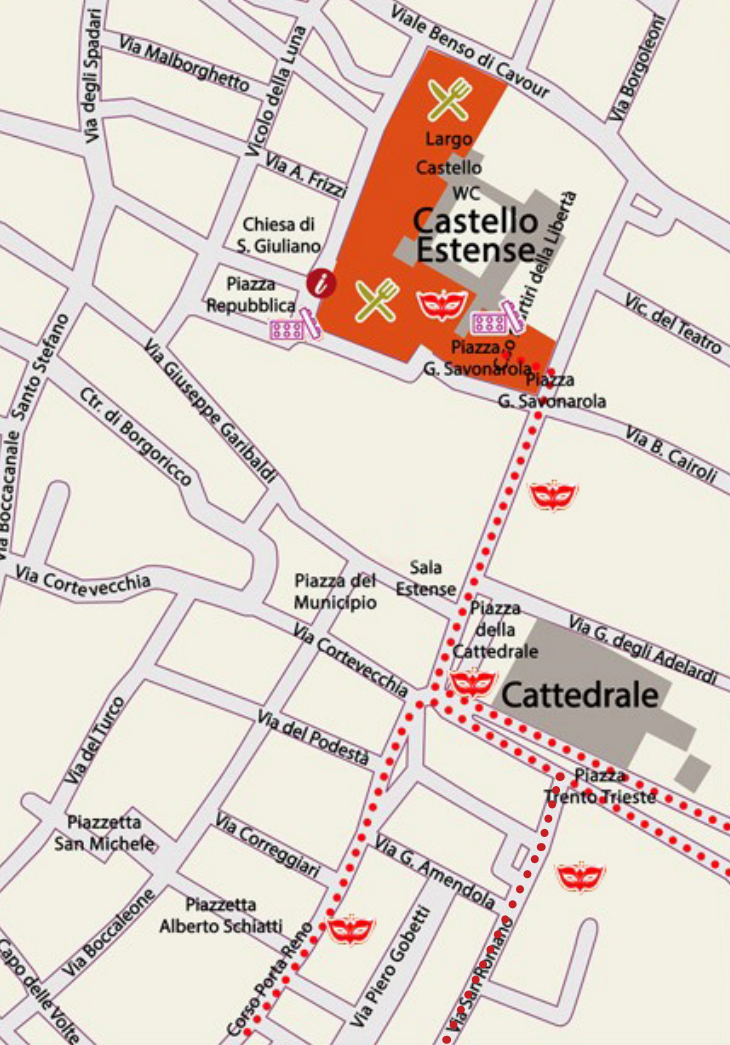 Viale Benso di Cavour
Via degli Spadari
Via Malborghetto
Vicolo della Luna
Via Borgoleoni
Largo
Castello
WC
Via A. Frizzi
Castello
Estense
Chiesa di
S. Giuliano
i
Piazza
Repubblica
rtiri della Libertà
Vic. del Teatro
Santo Stefano
Via Giuseppe Garibaldi
Piazza
G. Savonarola
Piazza
G. Savonarola
Ctr. di Borgoricco
Via B. Cairoli
Via Boccacanale
Via Cortevecchia
Sala
Estense
Piazza del
Municipio
Piazza
della
Cattedrale
Via G. degli Adelardi
Via Cortevecchia
Cattedrale
Via del Turco
Via del Podestà
Piazza
Trento Trieste
Piazzetta
San Michele
Via Correggiari
Via G. Amendola
Piazzetta
Alberto Schiatti
Via Boccaleone
Corso Porta Reno
Via Piero Gobetti
Via San Romano
Capo delle Volte